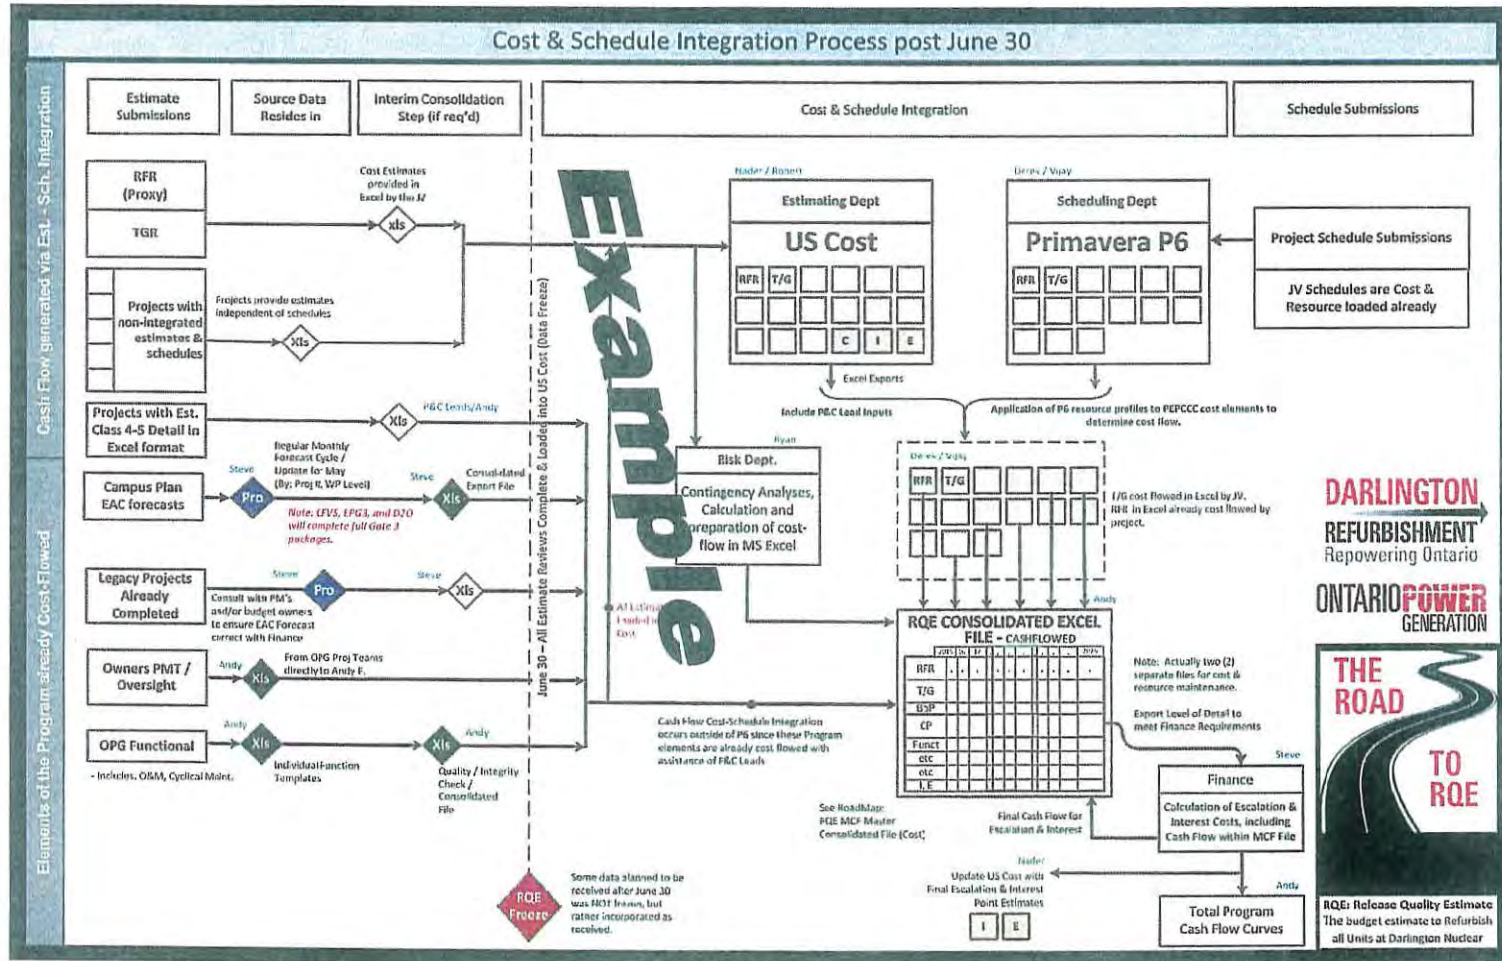 Cost & Schedule Integration Process post June 30
Cash Flow generated via Est. - Sch. Integration
Elements of the Program already Cost-Flowed
Estimate
Submissions
Source Data
Resides in
Interim Consolidation
Step (if req'd)
Cost & Schedule Integration
Schedule Submissions
RFR
(Proxy)
TGR
Cost Estimates
provided in
Excel by the JV
xls
Projects with
non-integrated
estimates &
schedules
Projects provide estimates
independent of schedules
Xls
Projects with Est.
Class 4-5 Detail in
Excel format
Xls
P&C Leads/Andy
Campus Plan
EAC forecasts
Steve
Pro
Regular Monthly
Forecast Cycle /
Update for May
(By: Proj #, WP Level)
Steve
Xls
Consolidated
Export File
Note: LFVS, EPG3, and D2O
will complete full Gate 3
packages.
Legacy Projects
Already
Completed
Steve
Pro
Steve
Xls
Consult with PM's
and/or budget owners
to ensure EAC Forecast
correct with Finance
Owners PMT /
Oversight
Andy
Xls
From OPG Proj Teams
directly to Andy F.
OPG Functional
- Includes, O&M, Cyclical Maint.
Andy
Xls
Individual Function
Templates
Xls
Andy
Quality / Integrity
Check /
Consolidated
File
June 30 – All Estimate Reviews Complete & Loaded into US Cost (Data Freeze)
RQE
Freeze
Some data planned to be
received after June 30
was NOT frozen, but
rather incorporated as
received.
Example
Nader / Robert
Estimating Dept
US Cost
RFR T/G
C I E
Excel Exports
Include P&C Lead Inputs
Derek / Vijay
Scheduling Dept
Primavera P6
RFR T/G
Project Schedule Submissions
JV Schedules are Cost &
Resource loaded already
Application of P6 resource profiles to PEPCCC cost elements to
determine cost flow.
Ryan
Risk Dept.
Contingency Analyses,
Calculation and
preparation of cost-
flow in MS Excel
Derek / Vijay
RFR T/G
T/G cost flowed in Excel by JV.
RFR in Excel already cost flowed by
project.
All Estim
Loaded in
Cost
Cash Flow Cost-Schedule Integration
occurs outside of P6 since these Program
elements are already cost flowed with
assistance of P&C Leads
Andy
RQE CONSOLIDATED EXCEL
FILE – CASHFLOWED
2015 16 17
RFR
T/G
BSP
CP
Funct
etc
etc
I, E
Note: Actually two (2)
separate files for cost &
resource maintenance.
Export Level of Detail to
meet Finance Requirements
See RoadMap:
RQE MCF Master
Consolidated File (Cost)
Final Cash Flow for
Escalation & Interest
Steve
Finance
Calculation of Escalation &
Interest Costs, including
Cash Flow within MCF File
Nader
Update US Cost with
Final Escalation & Interest
Point Estimates
I E
Andy
Total Program
Cash Flow Curves
DARLINGTON
REFURBISHMENT
Repowering Ontario
ONTARIO POWER
GENERATION
THE
ROAD
TO
RQE
RQE: Release Quality Estimate
The budget estimate to Refurbish
all Units at Darlington Nuclear